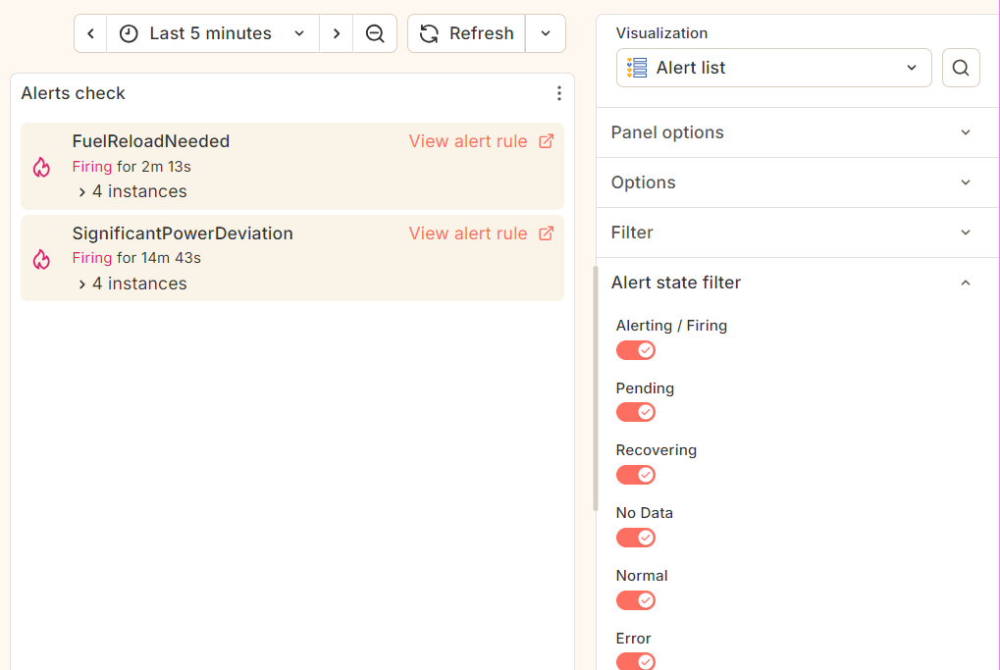 Last 5 minutes
Refresh
Alerts check
FuelReloadNeeded
View alert rule
Firing for 2m 13s
4 instances
SignificantPowerDeviation
View alert rule
Firing for 14m 43s
4 instances
Visualization
Alert list
Panel options
Options
Filter
Alert state filter
Alerting / Firing
Pending
Recovering
No Data
Normal
Error